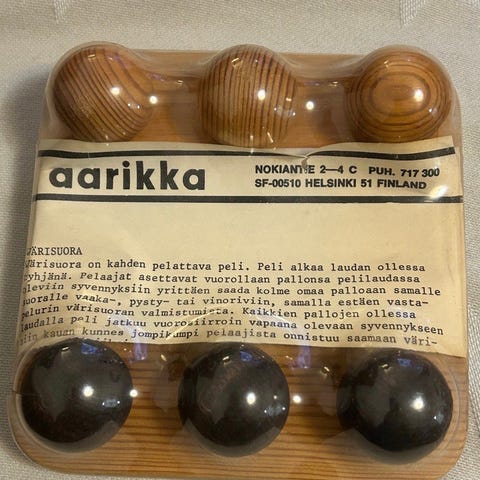 aarikka
NOKIANTIE 2—4 C PUH. 717 300
SF-00510 HELSINKI 51 FINLAND
VÄRISUORA
Värisuora on kahden pelattava peli. Peli alkaa laudan ollessa
tyhjänä. Pelaajat asettavat vuorollaan pallonsa pelilaudassa
oleviin syvennyksiin yrittäen saada kolme omaa palloaan samalle
suoralle vaaka-, pysty- tai vinoriviin, samalla estäen vasta-
pelurin värisuoran valmistumista. Kaikkien pallojen ollessa
laudalla peli jatkuu vuorosiirroin vapaana olevaan syvennykseen
niin kauan kunnes jompikumpi pelaajista onnistuu saamaan väri-